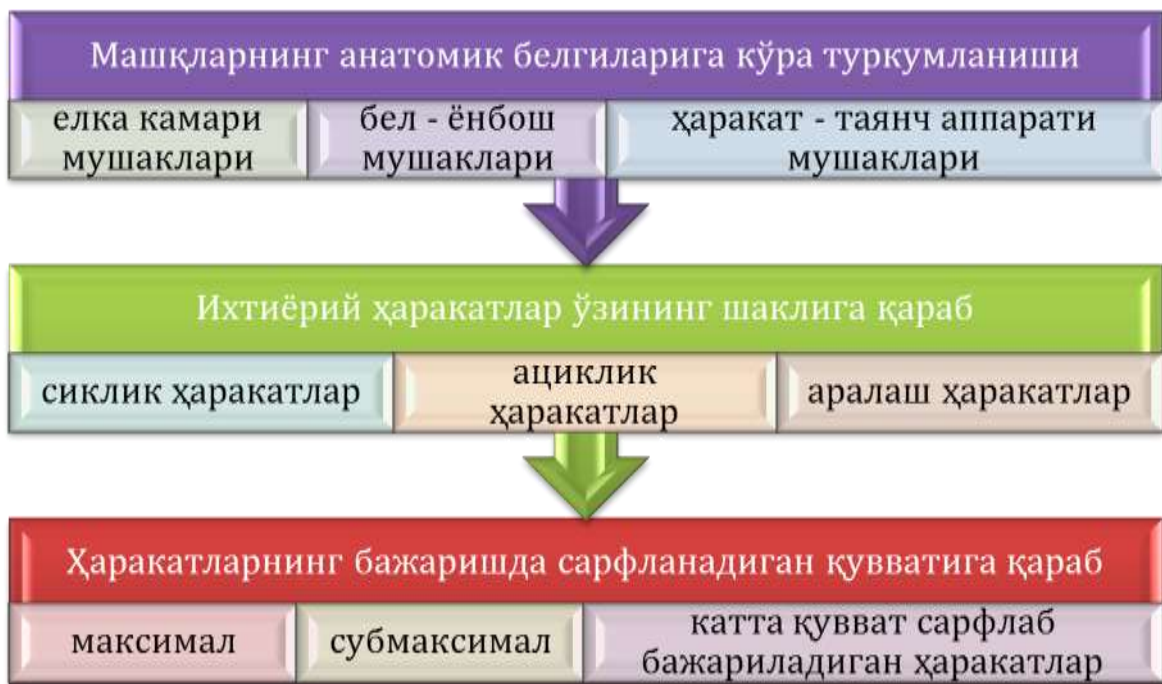 Машқларнинг анатомик белгиларига кўра туркумланиши
елка камари
мушаклари
бел - ёнбош
мушаклари
ҳаракат - таянч аппарати
мушаклари
Ихтиёрий ҳаракатлар ўзининг шаклига қараб
сиклик ҳаракатлар
ациклик
ҳаракатлар
аралаш ҳаракатлар
Ҳаракатларнинг бажаришда сарфланадиган қувватига қараб
максимал
субмаксимал
катта қувват сарфлаб
бажариладиган ҳаракатлар